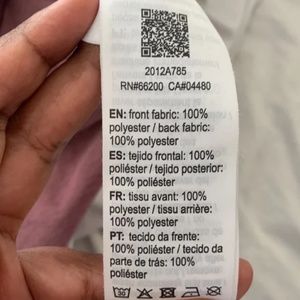 2012A785
RN#66200 CA#04480
EN: front fabric: 100%
polyester / back fabric:
100% polyester
ES: tejido frontal: 100%
poliéster / tejido posterior:
100% poliéster
FR: tissu avant: 100%
polyester / tissu arrière:
100% polyester
PT: tecido da frente:
100% poliéster / tecido da
parte de trás: 100%
poliéster
30